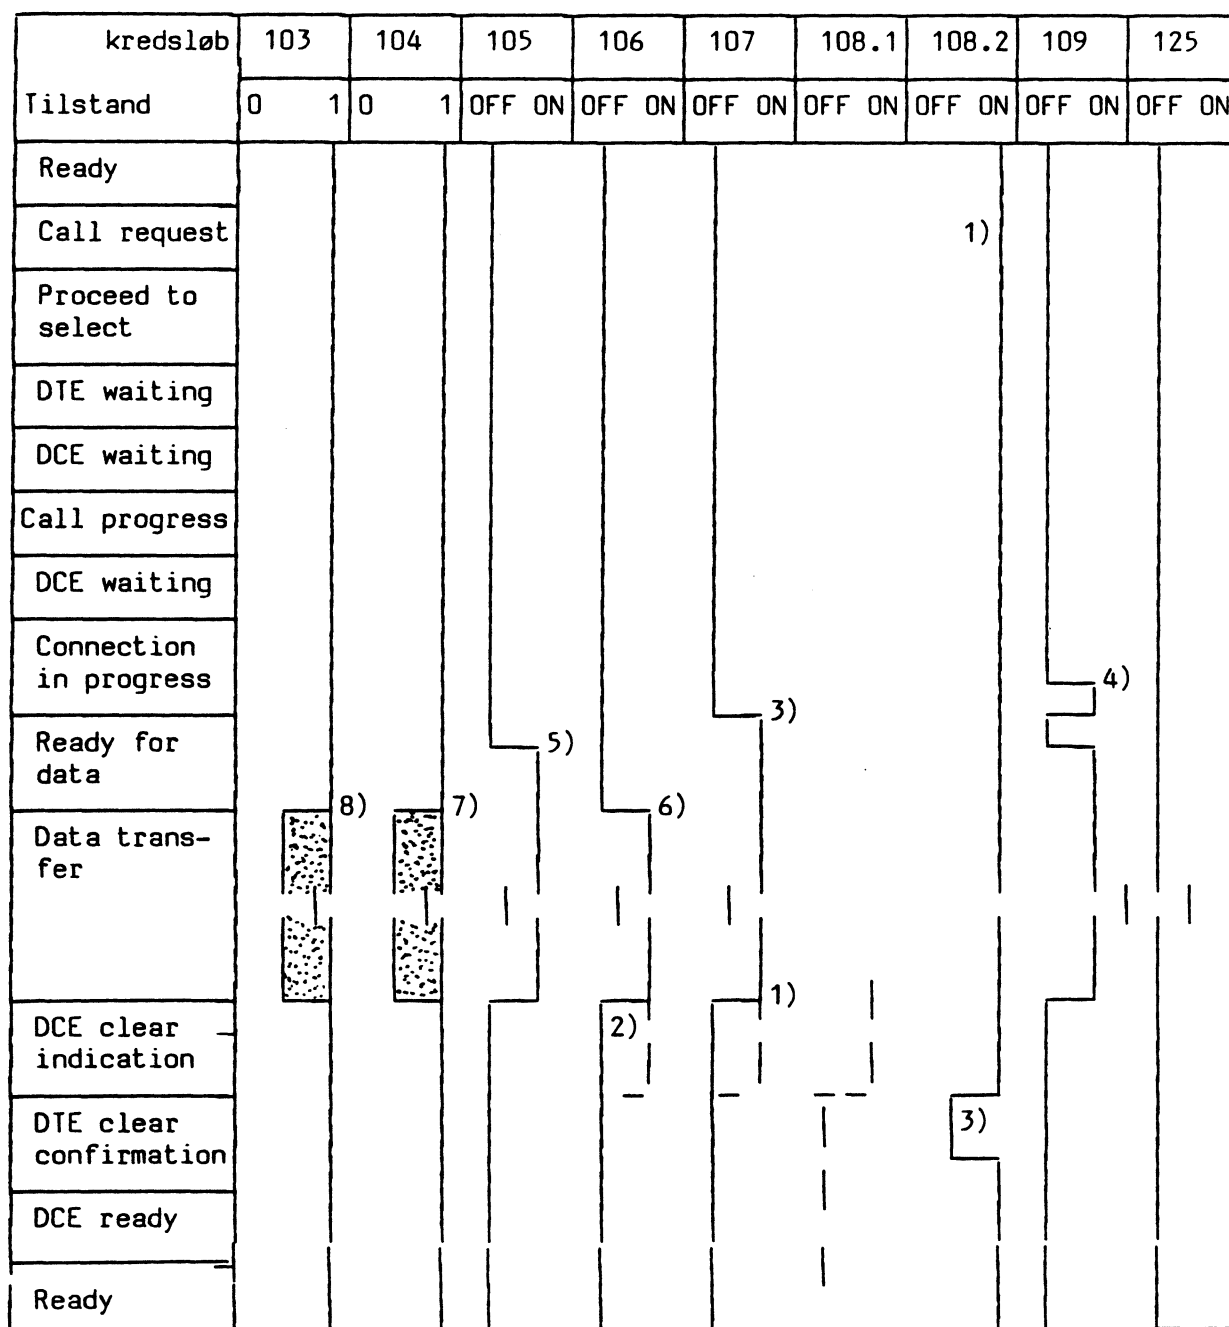 kredsløb 103 104 105 106 107 108.1 108.2 109 125
Tilstand 0 1 0 1 OFF ON OFF ON OFF ON OFF ON OFF ON OFF ON OFF ON
Ready
Call request 1)
Proceed to
select
DTE waiting
DCE waiting
Call progress
DCE waiting
Connection
in progress 4)
3)
Ready for 5)
data
8) 7) 6)
Data trans-
fer
1)
DCE clear 2)
indication
DTE clear 3)
confirmation
DCE ready
Ready